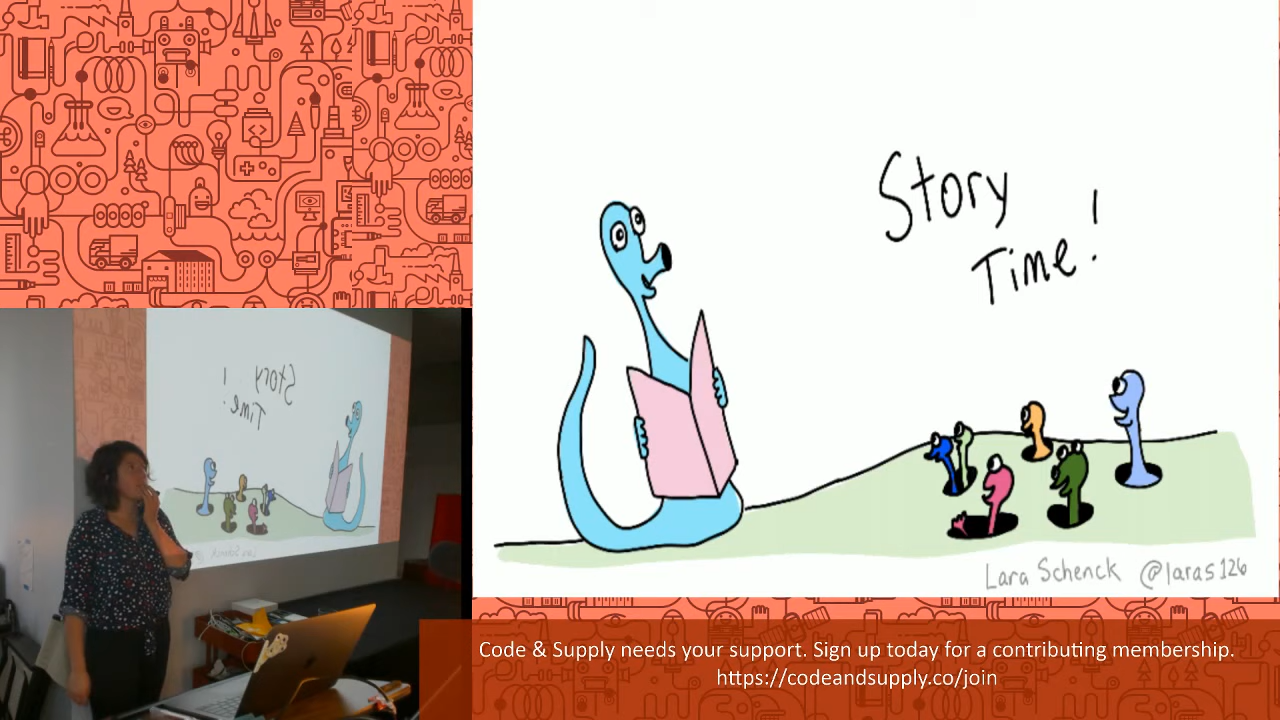 Story
Time!
Lara Schenck @laras126
Code & Supply needs your support. Sign up today for a contributing membership.
https://codeandsupply.co/join